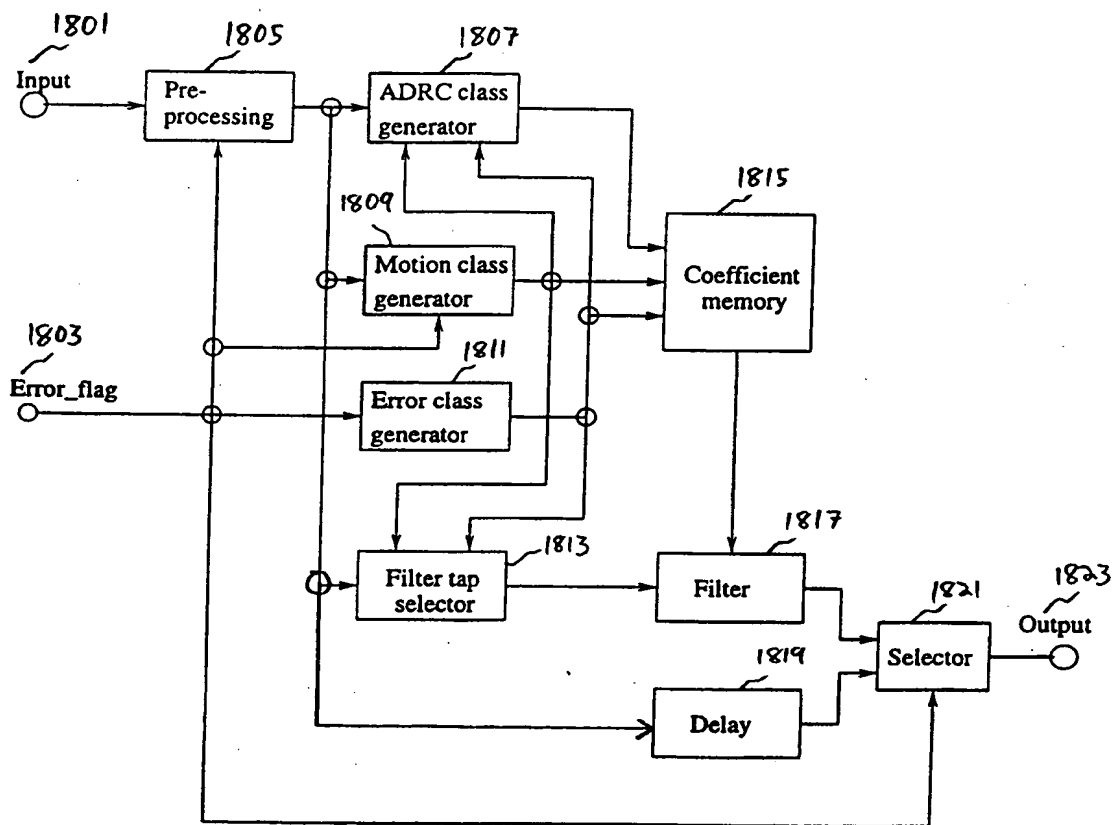 1801
Input
1805
Pre-
processing
1807
ADRC class
generator
1809
Motion class
generator
1815
Coefficient
memory
1803
Error_flag
1811
Error class
generator
1813
Filter tap
selector
1817
Filter
1819
Delay
1821
Selector
1823
Output